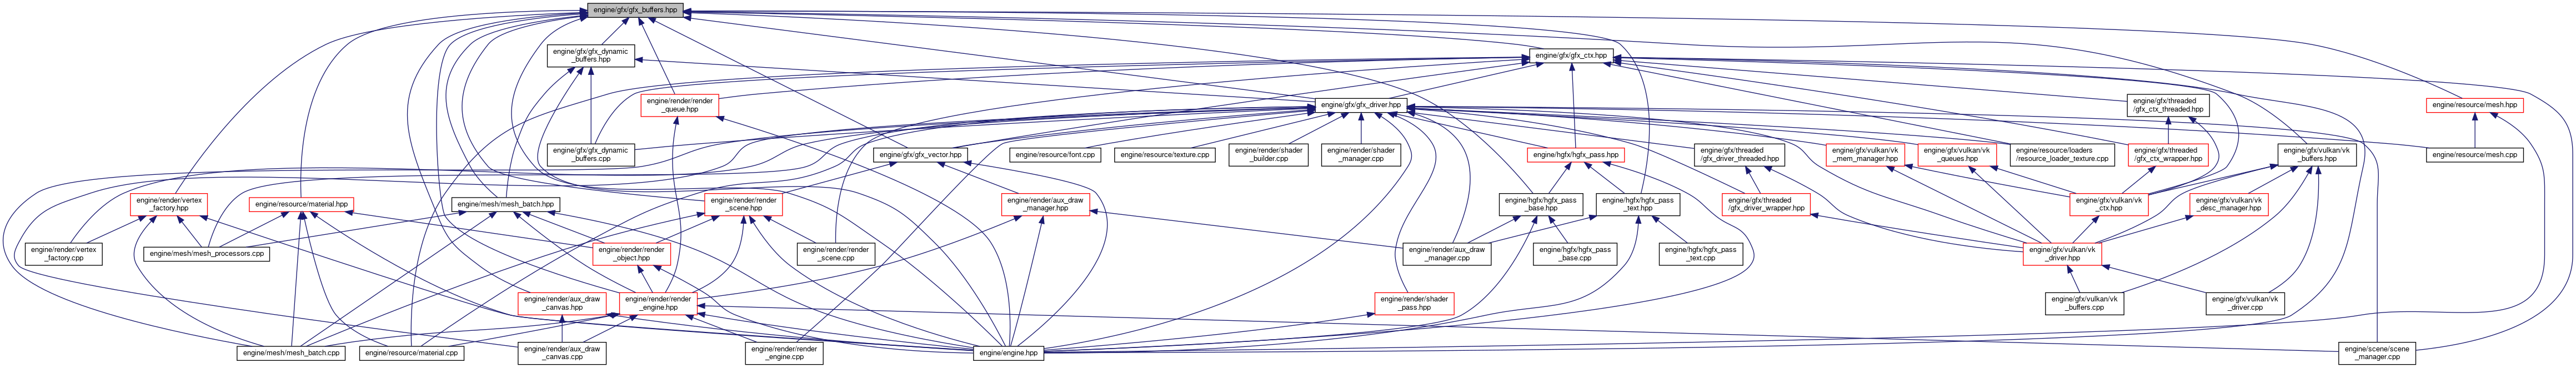 engine/gfx/gfx_buffers.hpp
engine/gfx/gfx_dynamic
_buffers.hpp
engine/gfx/gfx_ctx.hpp
engine/render/render
_queue.hpp
engine/gfx/gfx_driver.hpp
engine/gfx/threaded
/gfx_ctx_threaded.hpp
engine/resource/mesh.hpp
engine/gfx/gfx_dynamic
_buffers.cpp
engine/gfx/gfx_vector.hpp
engine/resource/font.cpp
engine/resource/texture.cpp
engine/render/shader
_builder.cpp
engine/render/shader
_manager.cpp
engine/hgfx/hgfx_pass.hpp
engine/gfx/threaded
/gfx_driver_threaded.hpp
engine/gfx/vulkan/vk
_mem_manager.hpp
engine/gfx/vulkan/vk
_queues.hpp
engine/resource/loaders
/resource_loader_texture.cpp
engine/gfx/threaded
/gfx_ctx_wrapper.hpp
engine/gfx/vulkan/vk
_buffers.hpp
engine/resource/mesh.cpp
engine/render/vertex
_factory.hpp
engine/resource/material.hpp
engine/mesh/mesh_batch.hpp
engine/render/render
_scene.hpp
engine/render/aux_draw
_manager.hpp
engine/hgfx/hgfx_pass
_base.hpp
engine/hgfx/hgfx_pass
_text.hpp
engine/gfx/threaded
/gfx_driver_wrapper.hpp
engine/gfx/vulkan/vk
_ctx.hpp
engine/gfx/vulkan/vk
_desc_manager.hpp
engine/render/vertex
_factory.cpp
engine/mesh/mesh_processors.cpp
engine/render/render
_object.hpp
engine/render/render
_scene.cpp
engine/render/aux_draw
_manager.cpp
engine/hgfx/hgfx_pass
_base.cpp
engine/hgfx/hgfx_pass
_text.cpp
engine/gfx/vulkan/vk
_driver.hpp
engine/render/aux_draw
_canvas.hpp
engine/render/render
_engine.hpp
engine/render/shader
_pass.hpp
engine/gfx/vulkan/vk
_buffers.cpp
engine/gfx/vulkan/vk
_driver.cpp
engine/mesh/mesh_batch.cpp
engine/resource/material.cpp
engine/render/aux_draw
_canvas.cpp
engine/render/render
_engine.cpp
engine/engine.hpp
engine/scene/scene
_manager.cpp